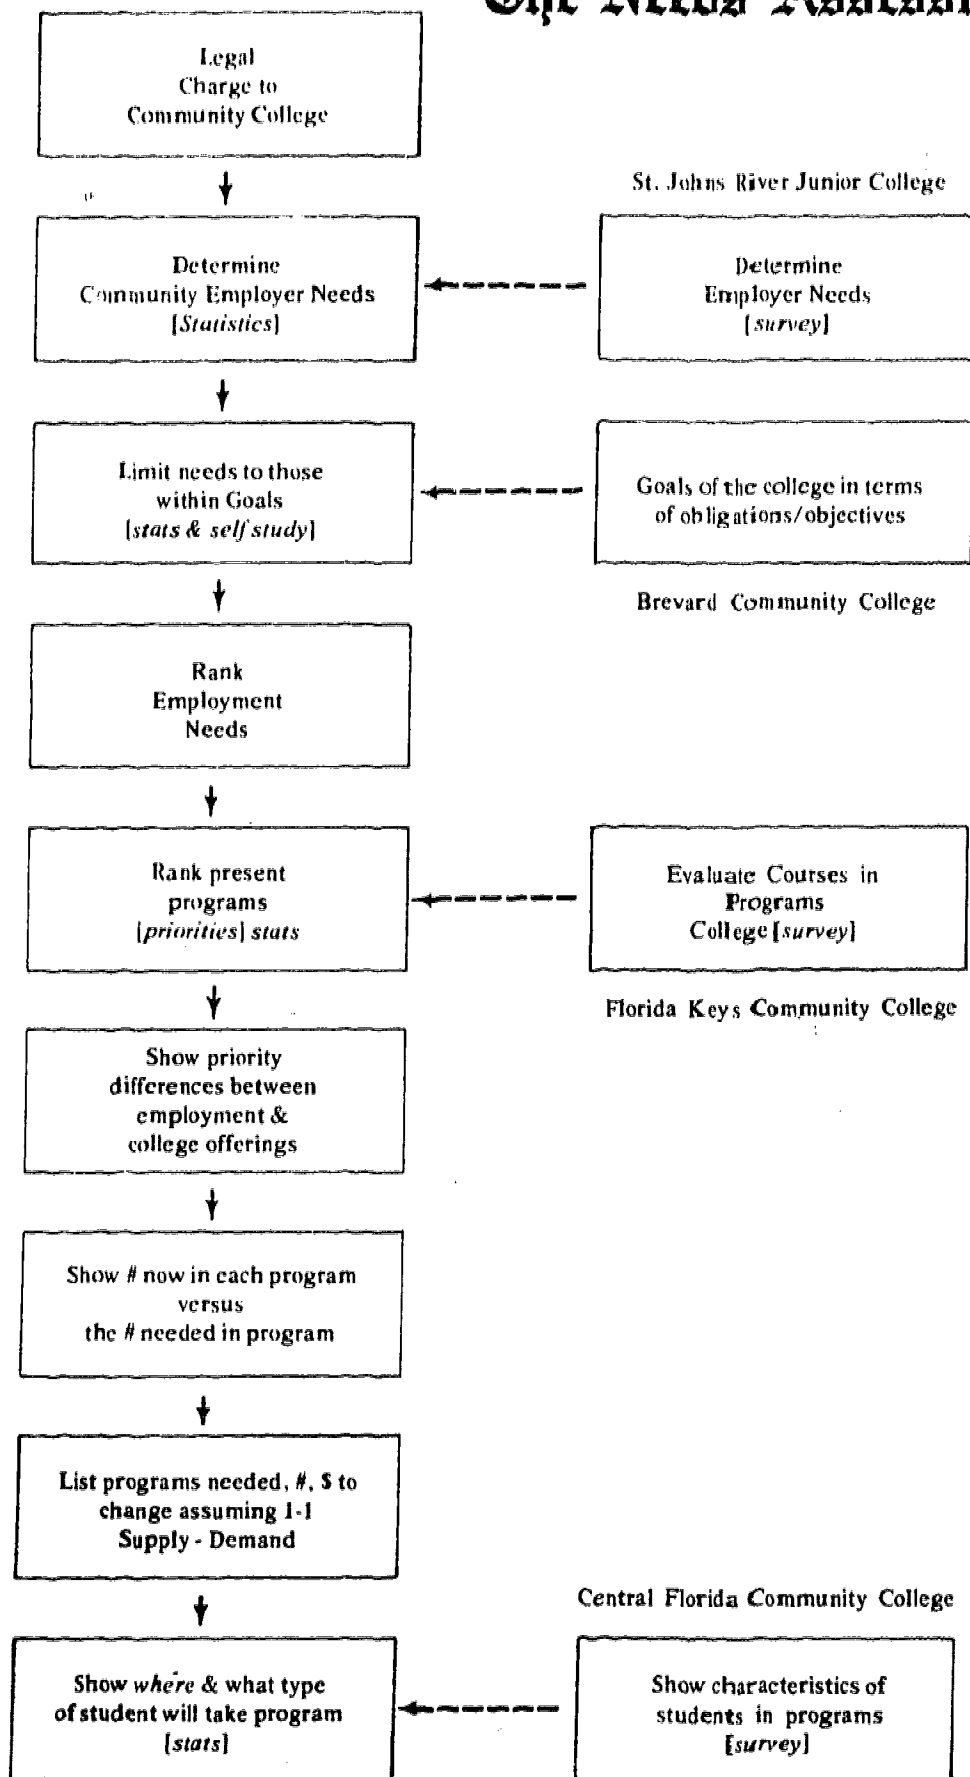 The Needs
Legal
Charge to
Community College
St. Johns River Junior College
Determine
Community Employer Needs
[Statistics]
Determine
Employer Needs
[survey]
Limit needs to those
within Goals
[stats & self study]
Goals of the college in terms
of obligations/objectives
Brevard Community College
Rank
Employment
Needs
Rank present
programs
[priorities] stats
Evaluate Courses in
Programs
College [survey]
Florida Keys Community College
Show priority
differences between
employment &
college offerings
Show # now in each program
versus
the # needed in program
List programs needed, #, $ to
change assuming 1-1
Supply - Demand
Central Florida Community College
Show where & what type
of student will take program
[stats]
Show characteristics of
students in programs
[survey]